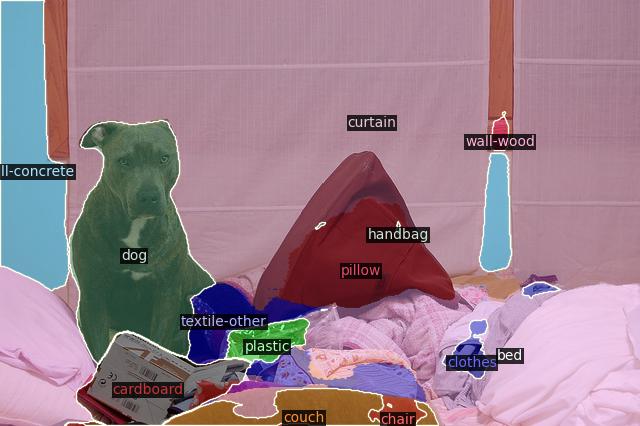 curtain
wall-wood
ll-concrete
handbag
dog
pillow
textile-other
plastic
bed
clothes
cardboard
couch
chair